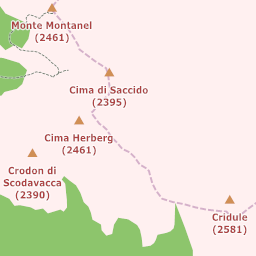 Monte Montanel
(2461)
Cima di Saccido
(2395)
Cima Herberg
(2461)
Crodon di
Scodavacca
(2390)
Cridule
(2581)